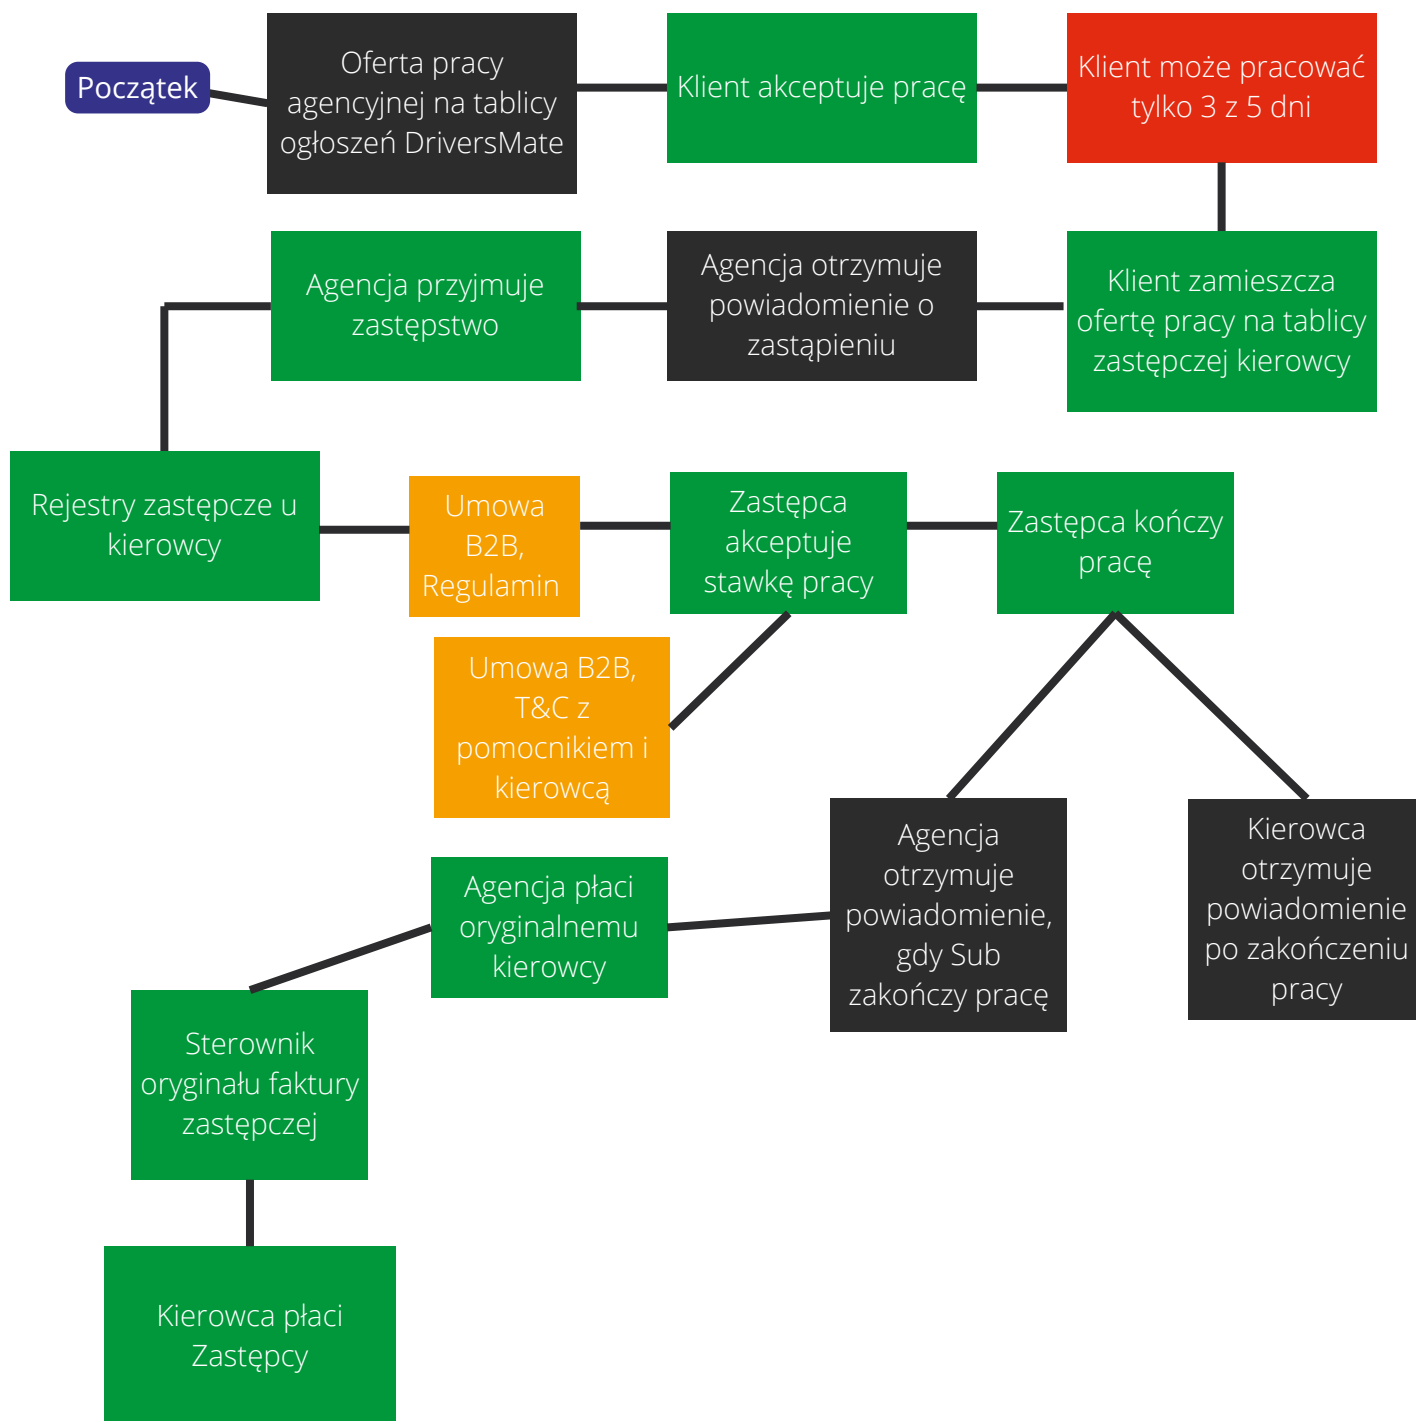 Początek
Oferta pracy
agencyjnej na tablicy
ogłoszeń DriversMate
Klient akceptuje pracę
Klient może pracować
tylko 3 z 5 dni
Agencja przyjmuje
zastępstwo
Agencja otrzymuje
powiadomienie o
zastąpieniu
Klient zamieszcza
ofertę pracy na tablicy
zastępczej kierowcy
Rejestry zastępcze u
kierowcy
Umowa
B2B,
Regulamin
Zastępca
akceptuje
stawkę pracy
Zastępca kończy
pracę
Umowa B2B,
T&C z
pomocnikiem i
kierowcą
Agencja
otrzymuje
powiadomienie,
gdy Sub
zakończy pracę
Kierowca
otrzymuje
powiadomienie
po zakończeniu
pracy
Agencja płaci
oryginalnemu
kierowcy
Sterownik
oryginału faktury
zastępczej
Kierowca płaci
Zastępcy